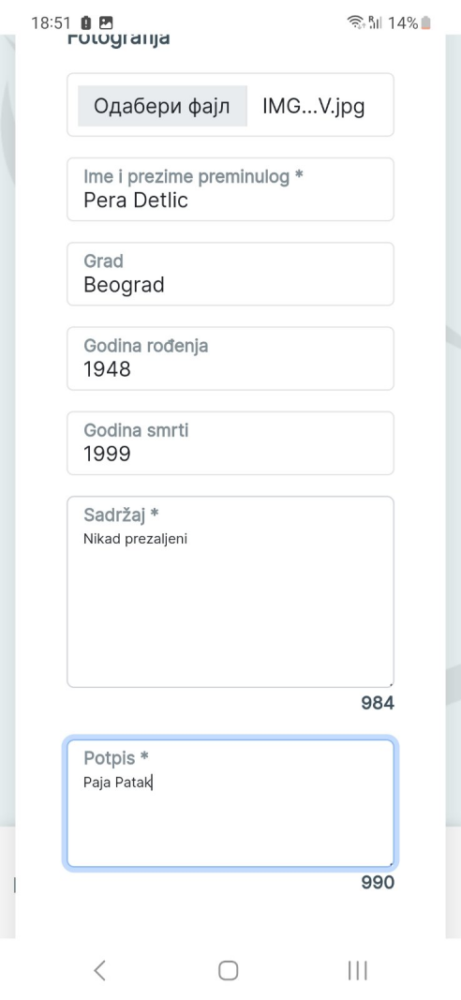 18:51
14%
Fotografija
Одабери фајл IMG...V.jpg
Ime i prezime preminulog *
Pera Detlic
Grad
Beograd
Godina rođenja
1948
Godina smrti
1999
Sadržaj *
Nikad prezaljeni
984
Potpis *
Paja Patak
990